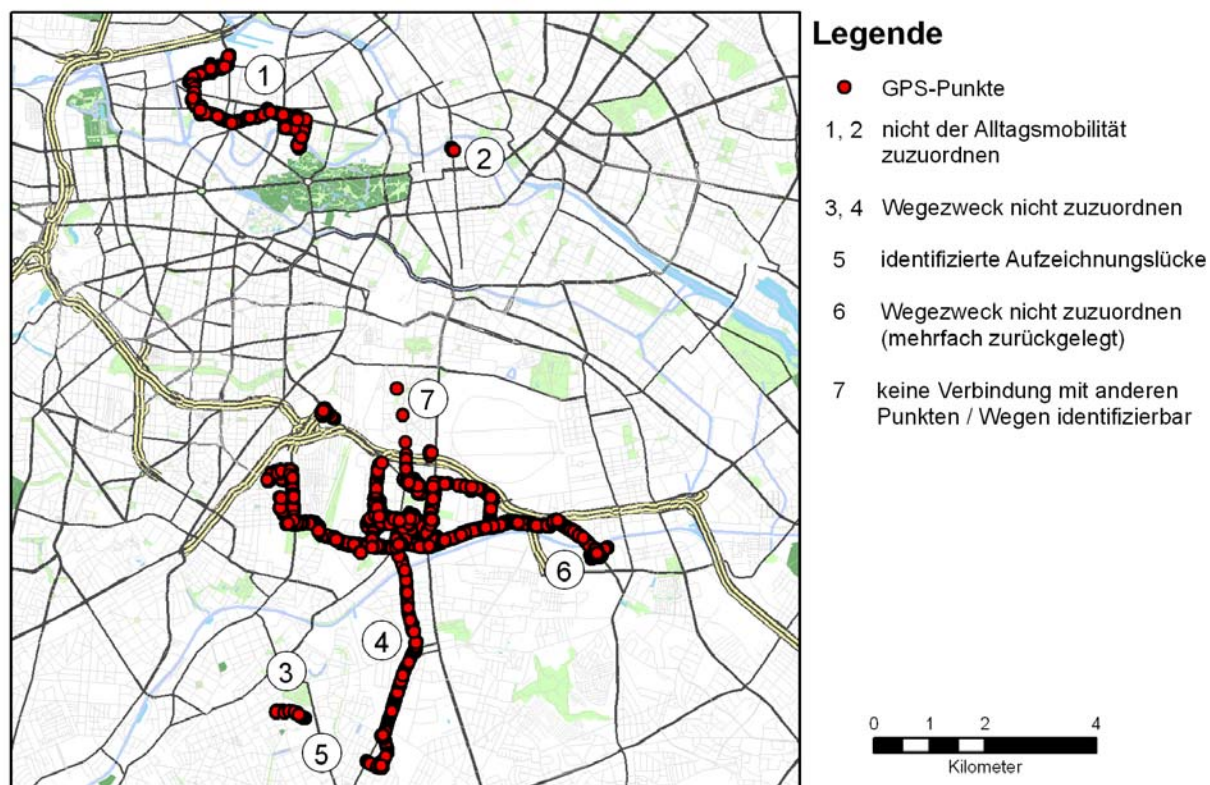 1
2
7
6
4
3
5
Legende
GPS-Punkte
1, 2 nicht der Alltagsmobilität
zuzuordnen
3, 4 Wegezweck nicht zuzuordnen
5 identifizierte Aufzeichnungslücke
6 Wegezweck nicht zuzuordnen
(mehrfach zurückgelegt)
7 keine Verbindung mit anderen
Punkten / Wegen identifizierbar
0 1 2 4
Kilometer